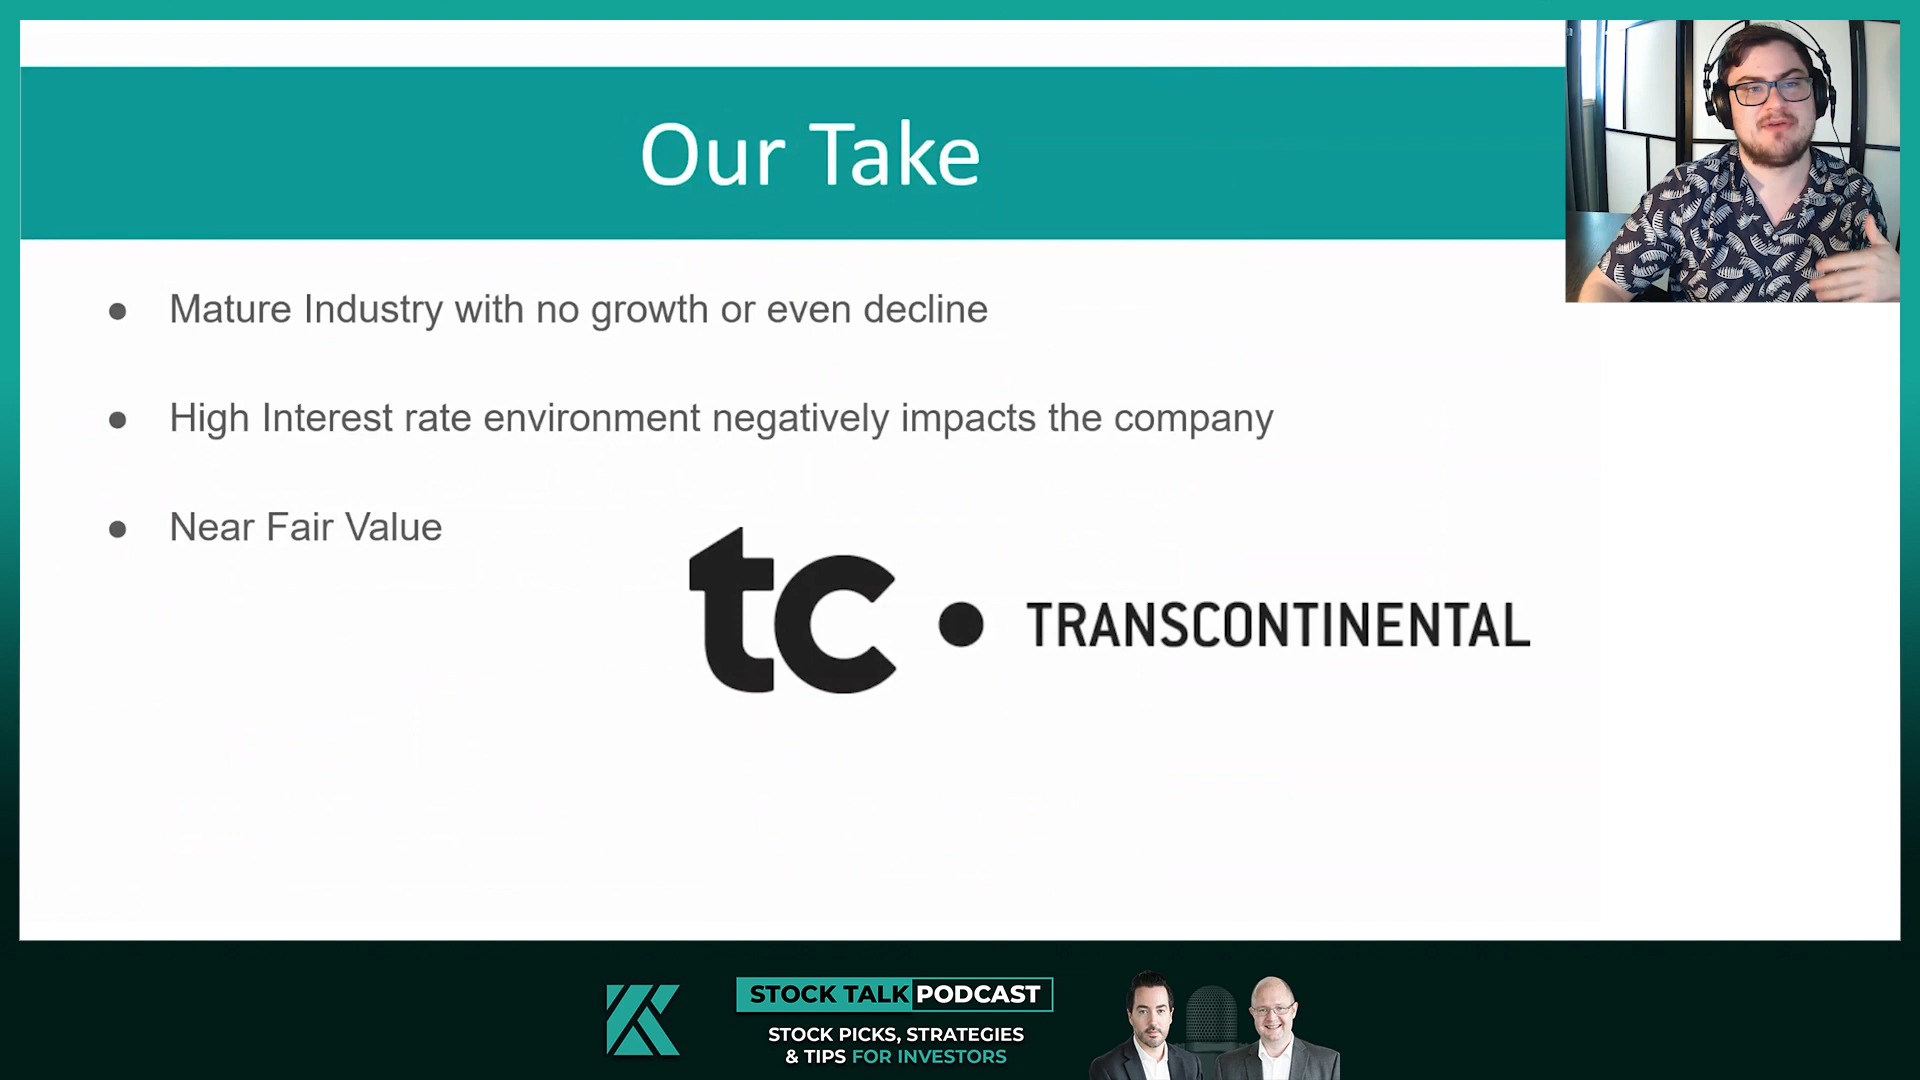 Our Take
● Mature Industry with no growth or even decline
● High Interest rate environment negatively impacts the company
● Near Fair Value
tc • TRANSCONTINENTAL
STOCK TALK PODCAST
STOCK PICKS, STRATEGIES
& TIPS FOR INVESTORS